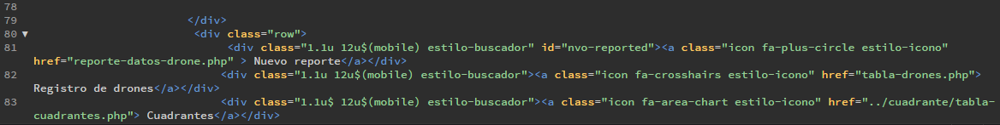 78
79 </div>
80 ▼ <div class="row">
81 <div class="1.1u 12u$(mobile) estilo-buscador" id="nvo-reported"><a class="icon fa-plus-circle estilo-icono"
href="reporte-datos-drone.php" > Nuevo reporte</a></div>
82 <div class="1.1u 12u$(mobile) estilo-buscador"><a class="icon fa-crosshairs estilo-icono" href="tabla-drones.php">
Registro de drones</a></div>
83 <div class="1.1u$ 12u$(mobile) estilo-buscador"><a class="icon fa-area-chart estilo-icono" href="../cuadrante/tabla-
cuadrantes.php"> Cuadrantes</a></div>